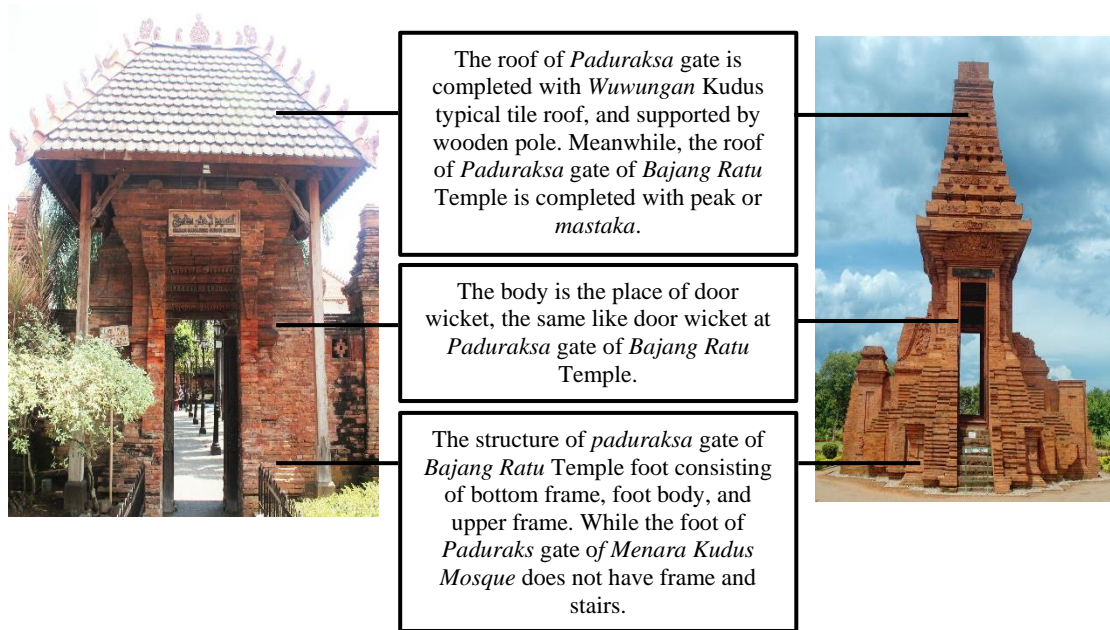 The roof of Paduraksa gate is
completed with Wuwungan Kudus
typical tile roof, and supported by
wooden pole. Meanwhile, the roof
of Paduraksa gate of Bajang Ratu
Temple is completed with peak or
mastaka.
The body is the place of door
wicket, the same like door wicket at
Paduraksa gate of Bajang Ratu
Temple.
The structure of paduraksa gate of
Bajang Ratu Temple foot consisting
of bottom frame, foot body, and
upper frame. While the foot of
Paduraks gate of Menara Kudus
Mosque does not have frame and
stairs.